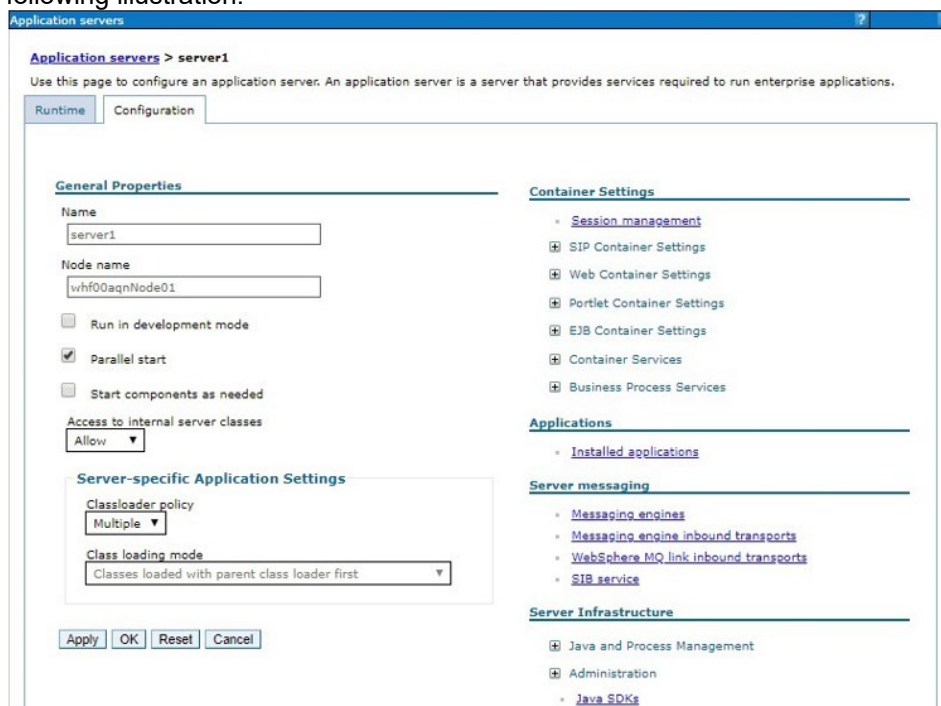 following illustration.
Application servers ?
Application servers > server1
Use this page to configure an application server. An application server is a server that provides services required to run enterprise applications.
Runtime Configuration
General Properties
Name
server1
Node name
whf00aqnNode01
Run in development mode
Parallel start
Start components as needed
Access to internal server classes
Allow
Server-specific Application Settings
Classloader policy
Multiple
Class loading mode
Classes loaded with parent class loader first
Apply OK Reset Cancel
Container Settings
Session management
SIP Container Settings
Web Container Settings
Portlet Container Settings
EJB Container Settings
Container Services
Business Process Services
Applications
Installed applications
Server messaging
Messaging engines
Messaging engine inbound transports
WebSphere MQ link inbound transports
SIB service
Server Infrastructure
Java and Process Management
Administration
Java SDKs